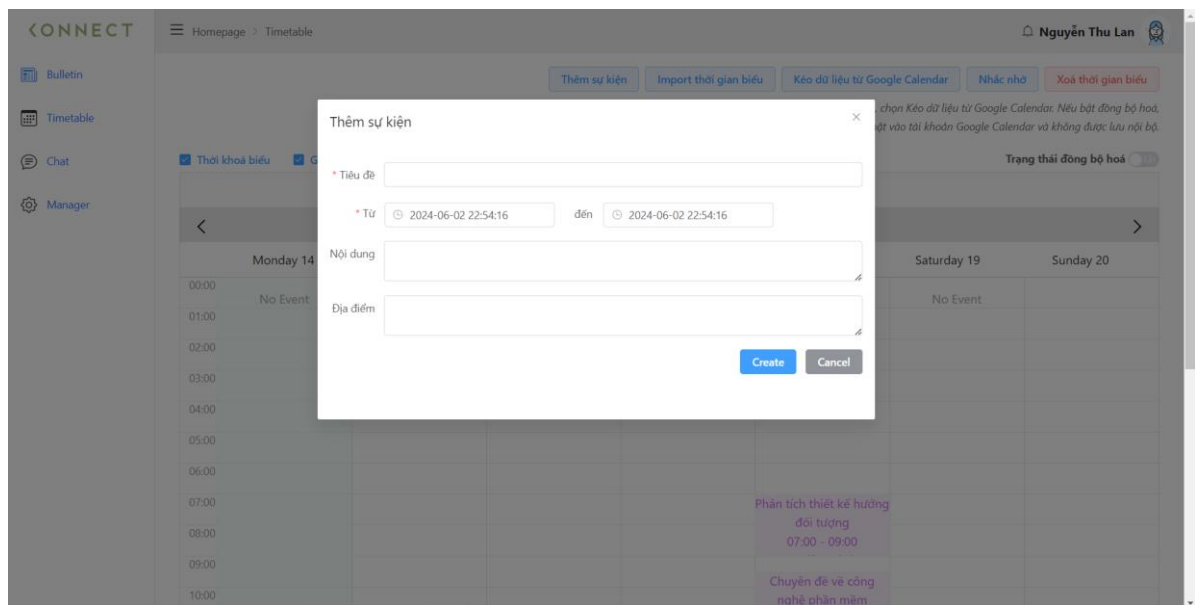 CONNECT
Homepage > Timetable
Nguyễn Thu Lan
Bulletin
Timetable
Chat
Manager
Thêm sự kiện
Import thời gian biểu
Kéo dữ liệu từ Google Calendar
Nhắc nhở
Xoá thời gian biểu
chọn Kéo dữ liệu từ Google Calendar. Nếu bật đồng bộ hoá,
vào tài khoản Google Calendar và không được lưu nội bộ.
Thời khoá biểu
G
Trạng thái đồng bộ hoá
Thêm sự kiện
* Tiêu đề
* Từ 2024-06-02 22:54:16 đến 2024-06-02 22:54:16
Nội dung
Địa điểm
Create
Cancel
Monday 14
Saturday 19
Sunday 20
No Event
No Event
00:00
01:00
02:00
03:00
04:00
05:00
06:00
07:00
08:00
09:00
10:00
Phân tích thiết kế hướng
đối tượng
07:00 - 09:00
Chuyên đề về công
nghệ phần mềm